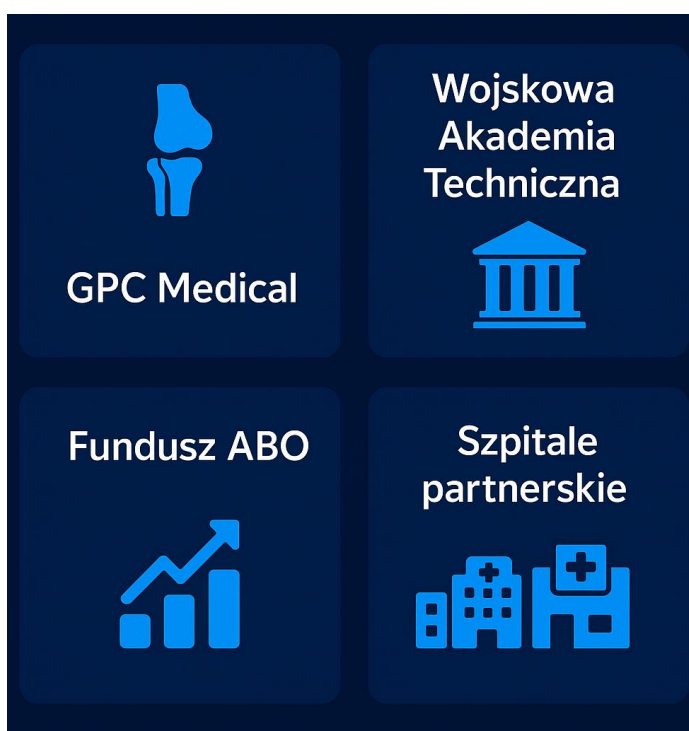 GPC Medical
Wojskowa
Akademia
Techniczna
Fundusz ABO
Szpitale
partnerskie